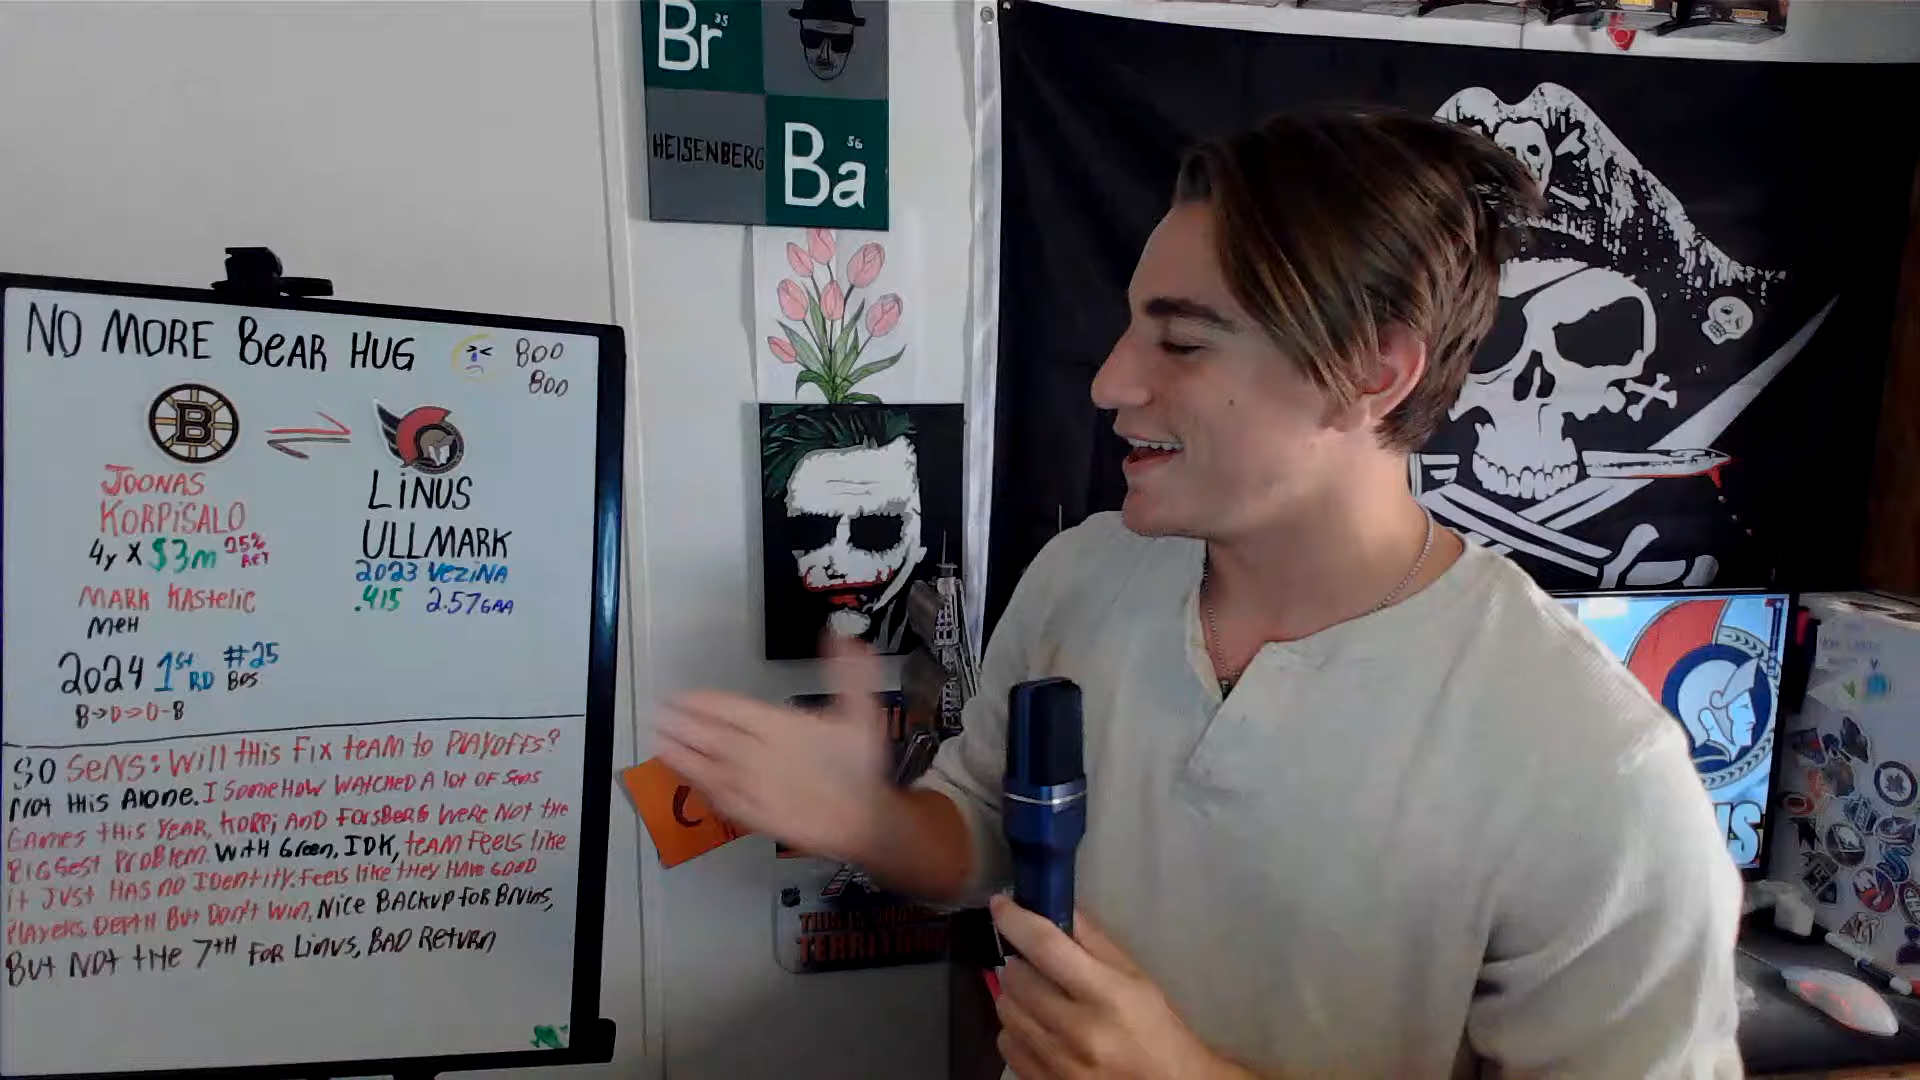 Br 35
HEISENBERG
Ba 56
NO MORE BEAR HUG
BOO
BOO
B
JOONAS
KORPISALO
4y X $3m 25%
RET
MARK KAStelic
MEH
2024 1ST RD #25
BOS
B→D→O-B
LiNUS
ULLMARK
2023 VEZINA
.915 2.57GAA
SO SENS: Will tHIS FIX tEAM to PLAYOFFS?
Not tHis Alone. I SomeHow WAtCHED A lot OF Sens
GAMES tHIS YEAR, KORPi AND FORSBERG WERE Not tHe
BIGGEST PROBLEM. WitH Green, IDK, tEAM FEELS like
it JUST HAS no IDENtity. Feels like tHEY HAVE GOOD
PlAYERS, DEPTH But Don't Win, Nice BACKUP foR BRuins,
But Not tHe 7tH foR Linus, BAD RetuRn
THIS IS
TERRITORY